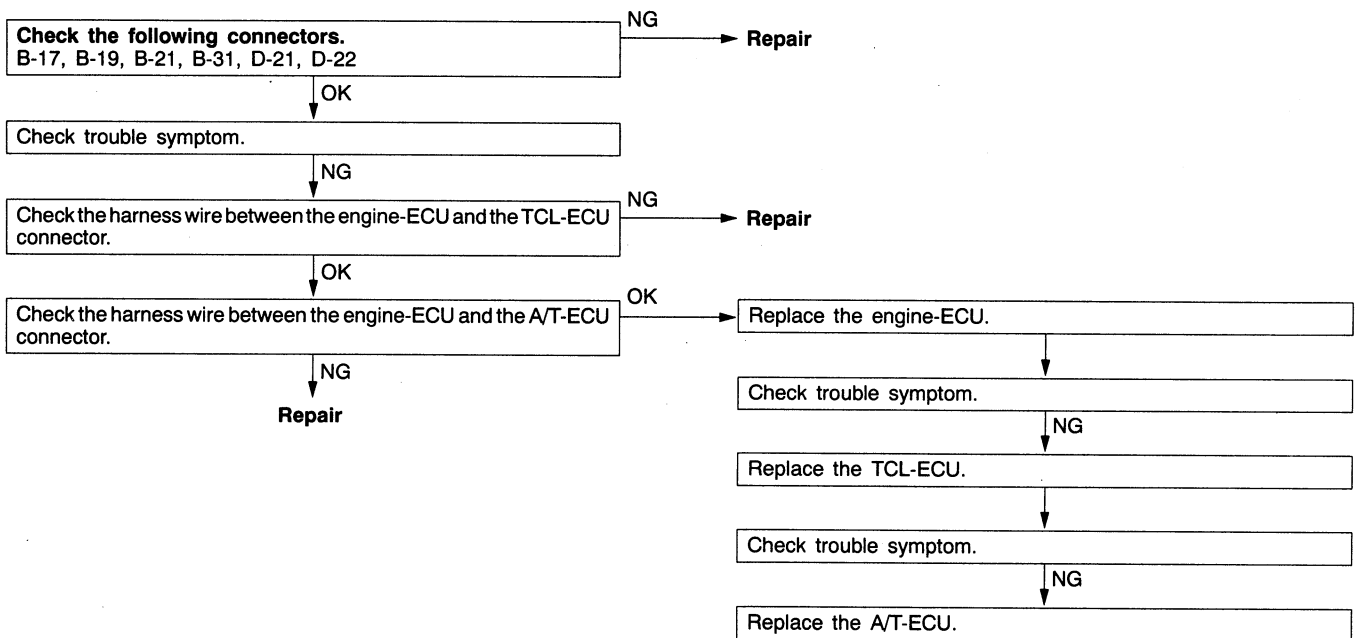 Check the following connectors.
B-17, B-19, B-21, B-31, D-21, D-22
NG
Repair
OK
Check trouble symptom.
NG
Check the harness wire between the engine-ECU and the TCL-ECU
connector.
NG
Repair
OK
Check the harness wire between the engine-ECU and the A/T-ECU
connector.
OK
NG
Repair
Replace the engine-ECU.
Check trouble symptom.
NG
Replace the TCL-ECU.
Check trouble symptom.
NG
Replace the A/T-ECU.